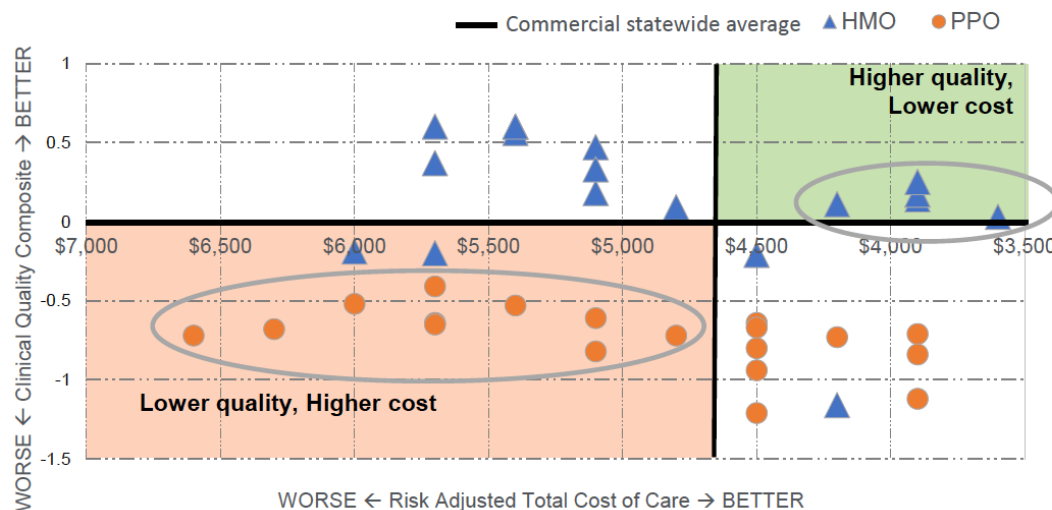 Commercial statewide average HMO PPO
WORSE ← Clinical Quality Composite → BETTER
1
0.5
0
-0.5
-1
-1.5
Higher quality,
Lower cost
$7,000 $6,500 $6,000 $5,500 $5,000 $4,500 $4,000 $3,500
Lower quality, Higher cost
WORSE ← Risk Adjusted Total Cost of Care → BETTER